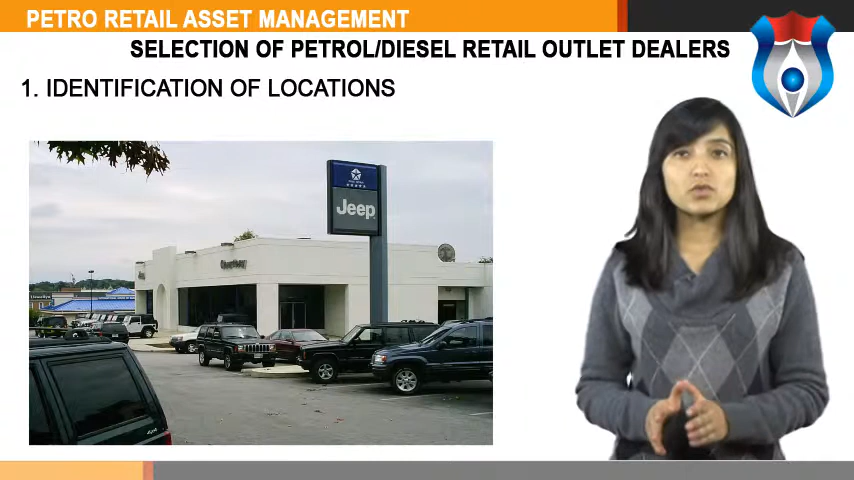 PETRO RETAIL ASSET MANAGEMENT
SELECTION OF PETROL/DIESEL RETAIL OUTLET DEALERS
1. IDENTIFICATION OF LOCATIONS
Jeep